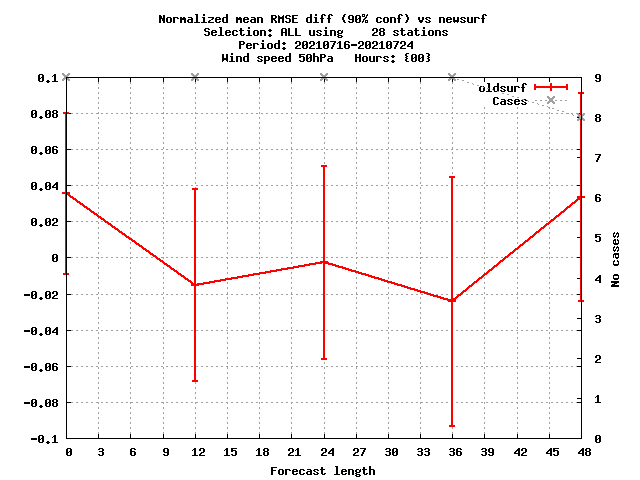 Normalized mean RMSE diff (90% conf) vs newsurf
Selection: ALL using    28 stations
Period: 20210716-20210724
Wind speed 50hPa   Hours: {00}
0.1
0.08
0.06
0.04
0.02
0
-0.02
-0.04
-0.06
-0.08
-0.1
oldsurf
Cases
9
8
7
6
5
4
3
2
1
0
No cases
0 3 6 9 12 15 18 21 24 27 30 33 36 39 42 45 48
Forecast length